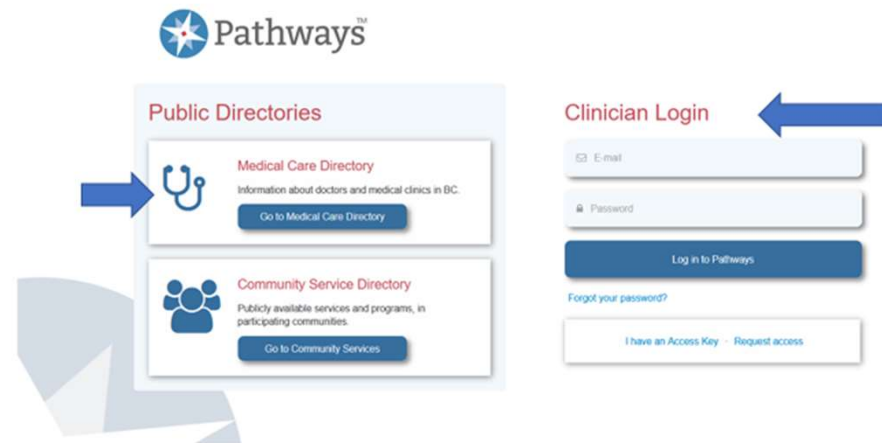 Pathways™
Public Directories
Medical Care Directory
Information about doctors and medical clinics in BC.
Go to Medical Care Directory
Community Service Directory
Publicly available services and programs, in
participating communities.
Go to Community Services
Clinician Login
E-mail
Password
Log in to Pathways
Forgot your password?
I have an Access Key - Request access